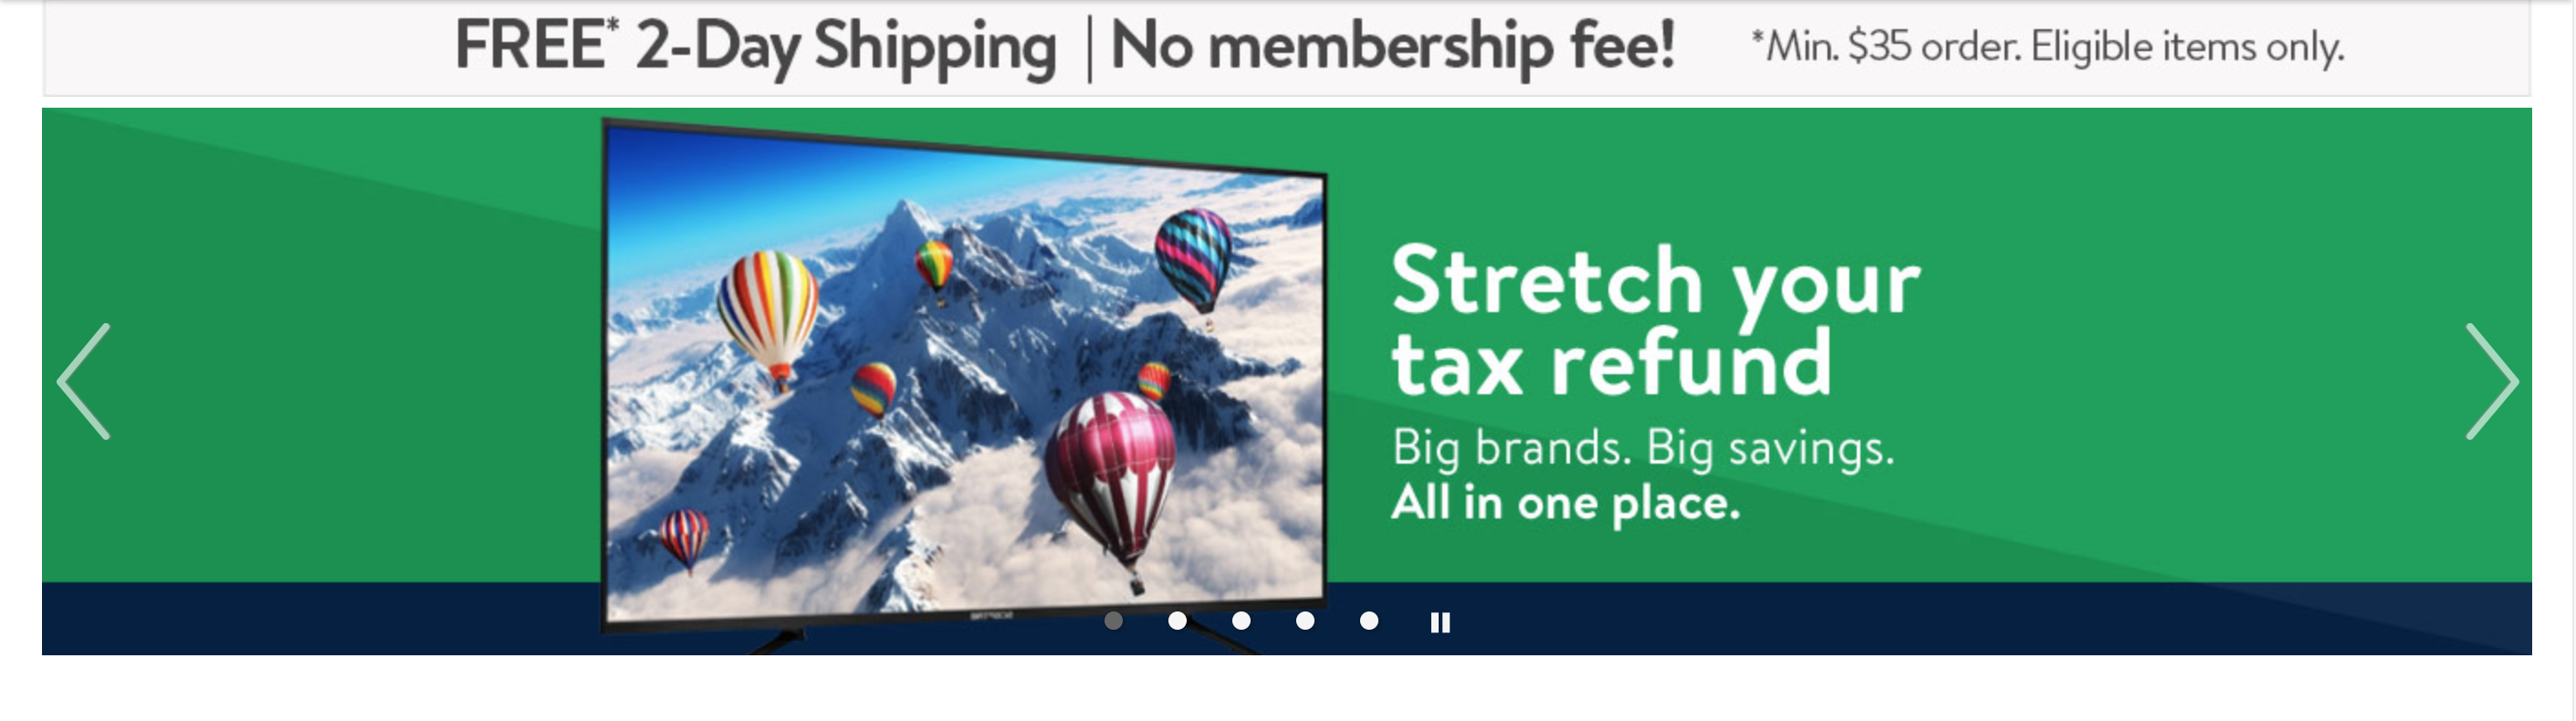 FREE* 2-Day Shipping | No membership fee! *Min. $35 order. Eligible items only.
Stretch your
tax refund
Big brands. Big savings.
All in one place.